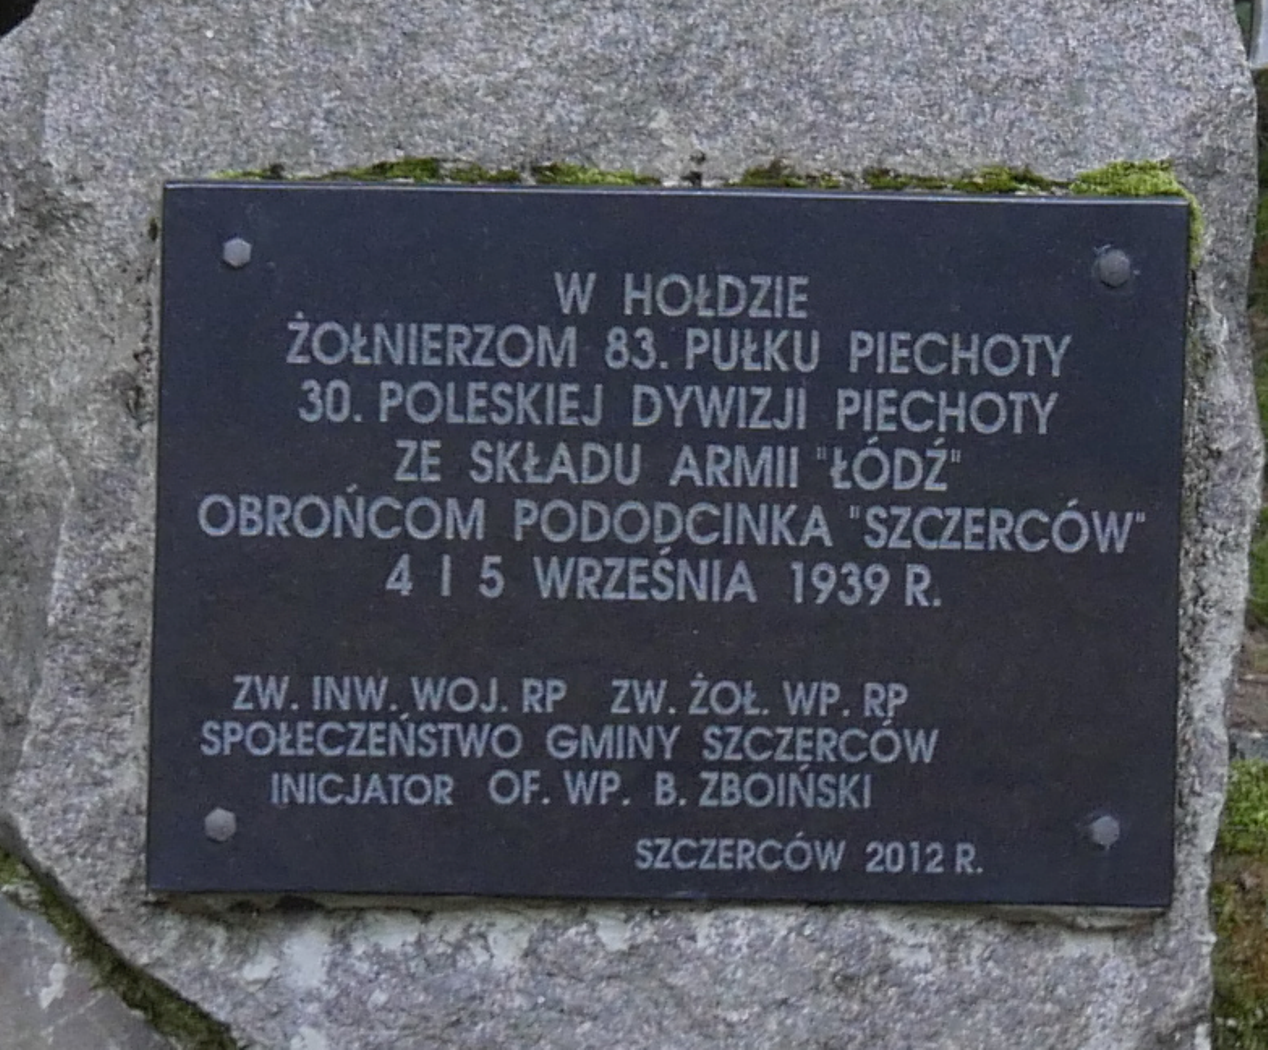 W HOŁDZIE
ŻOŁNIERZOM 83. PUŁKU PIECHOTY
30. POLESKIEJ DYWIZJI PIECHOTY
ZE SKŁADU ARMII "ŁÓDŹ"
OBROŃCOM PODODCINKA "SZCZERCÓW"
4 I 5 WRZEŚNIA 1939 R.
ZW. INW. WOJ. RP ZW. ŻOŁ. WP. RP
SPOŁECZEŃSTWO GMINY SZCZERCÓW
INICJATOR OF. WP. B. ZBOIŃSKI
SZCZERCÓW 2012 R.